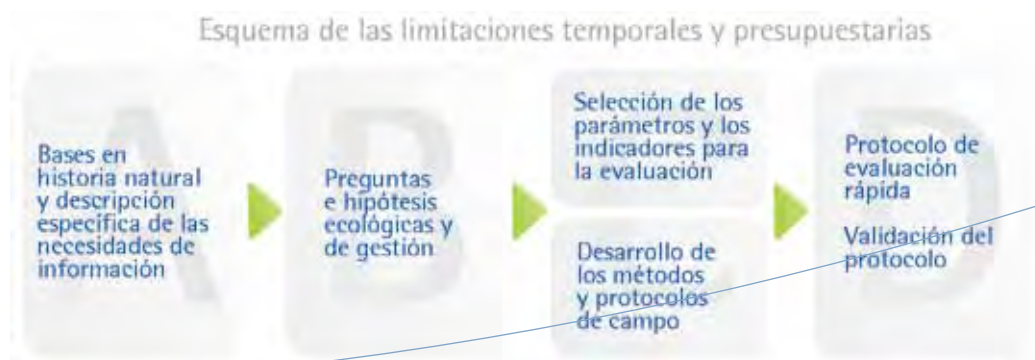 Esquema de las limitaciones temporales y presupuestarias
A
Bases en
historia natural
y descripción
específica de las
necesidades de
información
B
Preguntas
e hipótesis
ecológicas y
de gestión
Selección de los
parámetros y los
indicadores para
la evaluación
Desarrollo de
los métodos
y protocolos
de campo
D
Protocolo de
evaluación
rápida
Validación del
protocolo